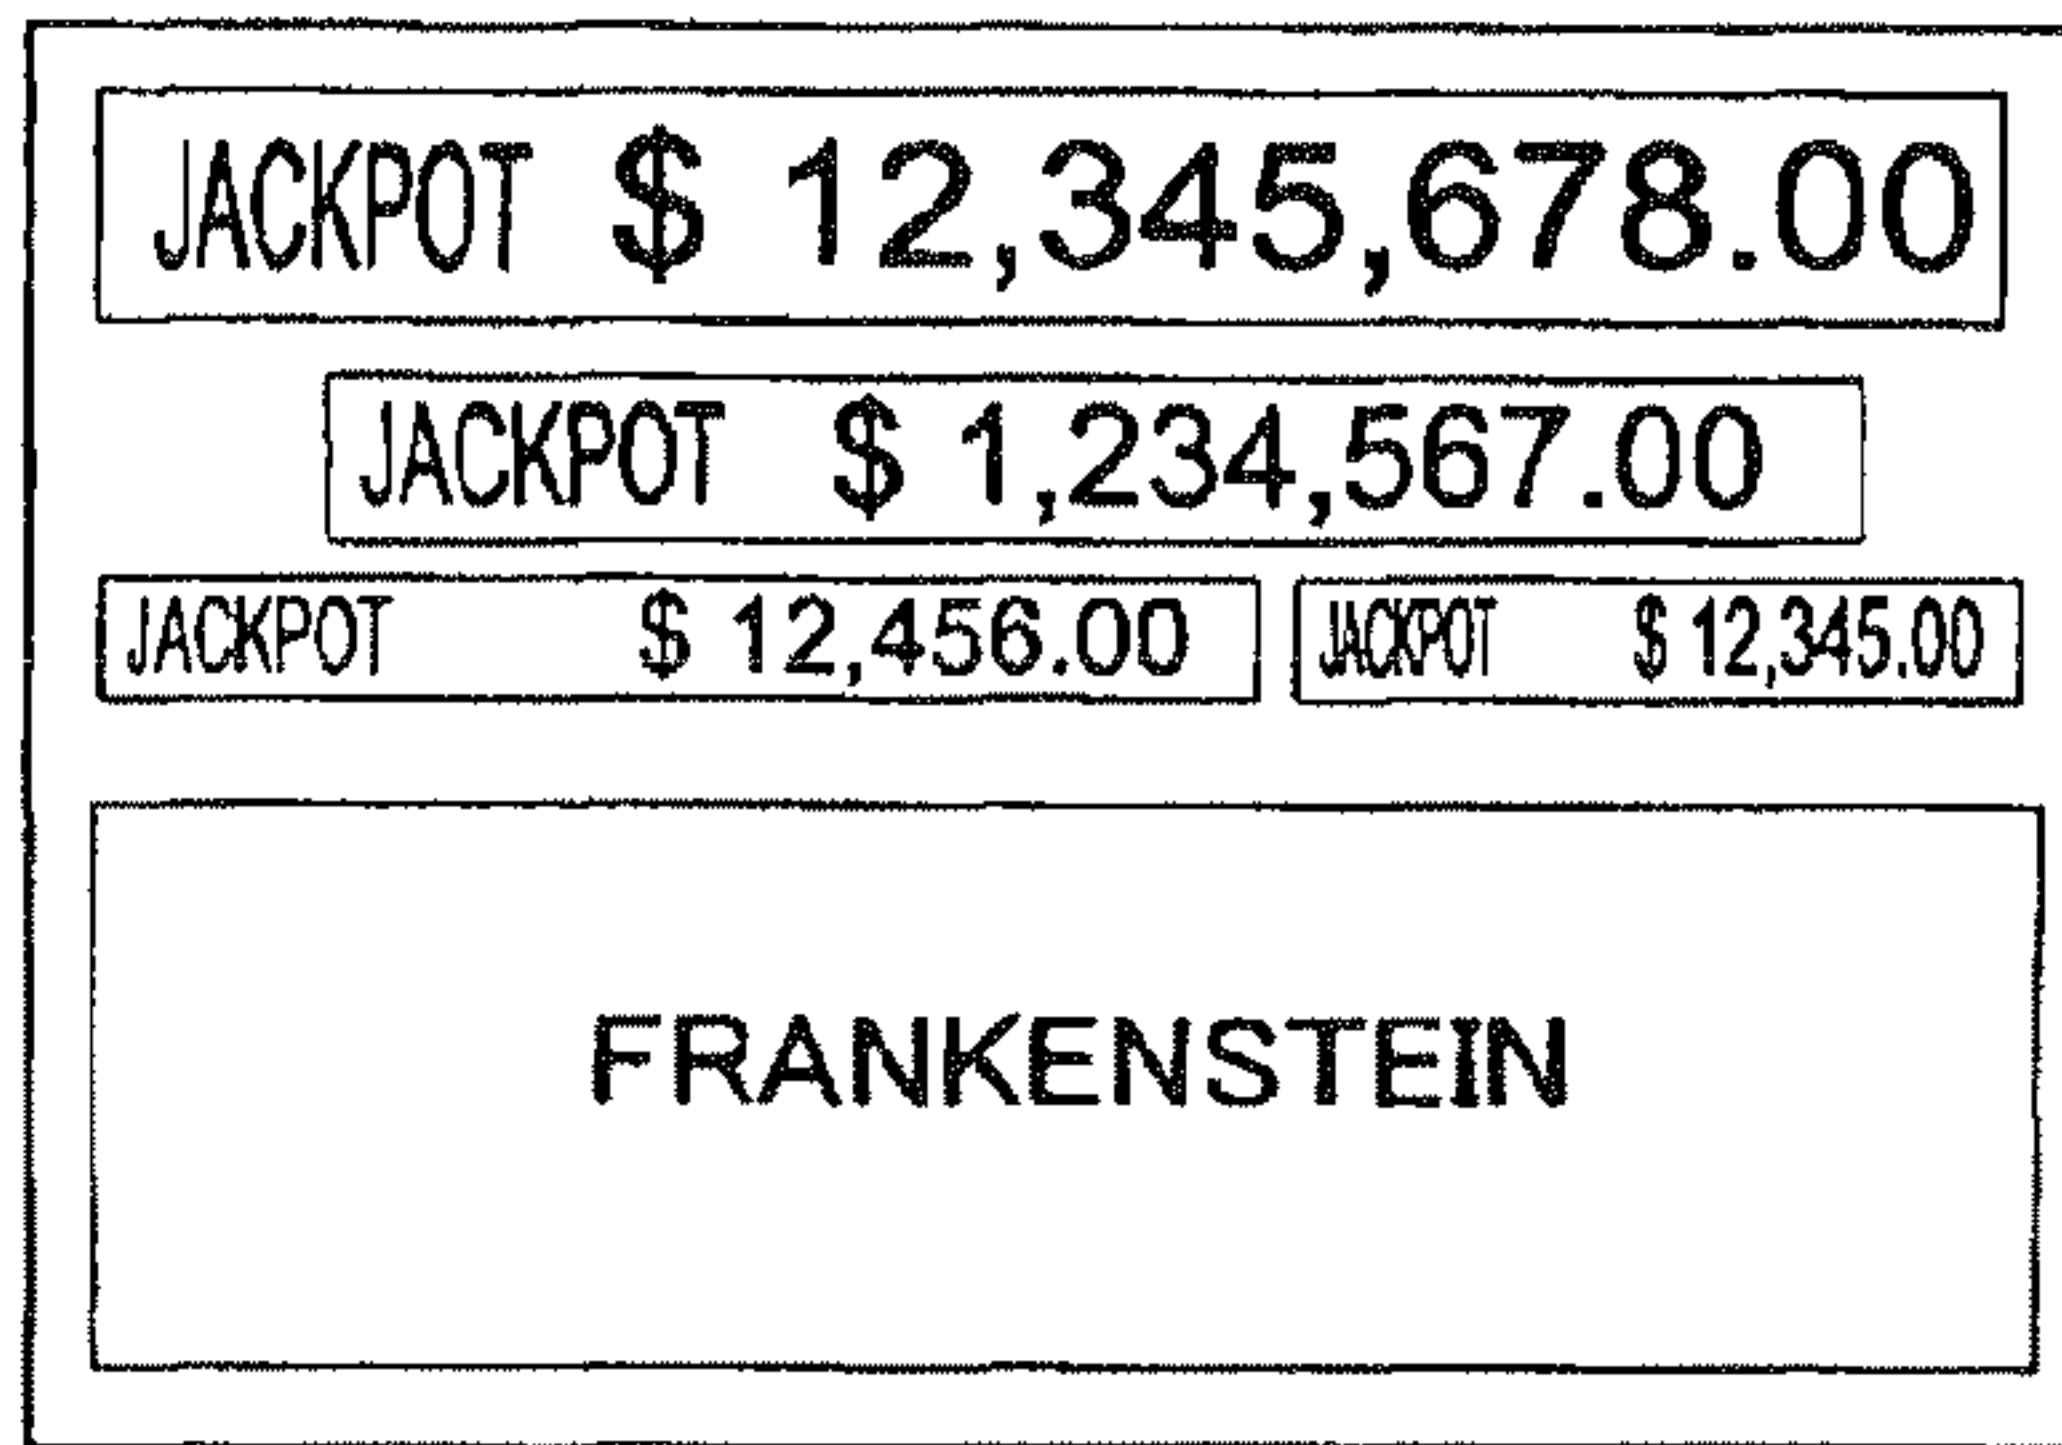 JACKPOT $ 12,345,678.00
JACKPOT $ 1,234,567.00
JACKPOT $ 12,456.00 JACKPOT $ 12,345.00
FRANKENSTEIN